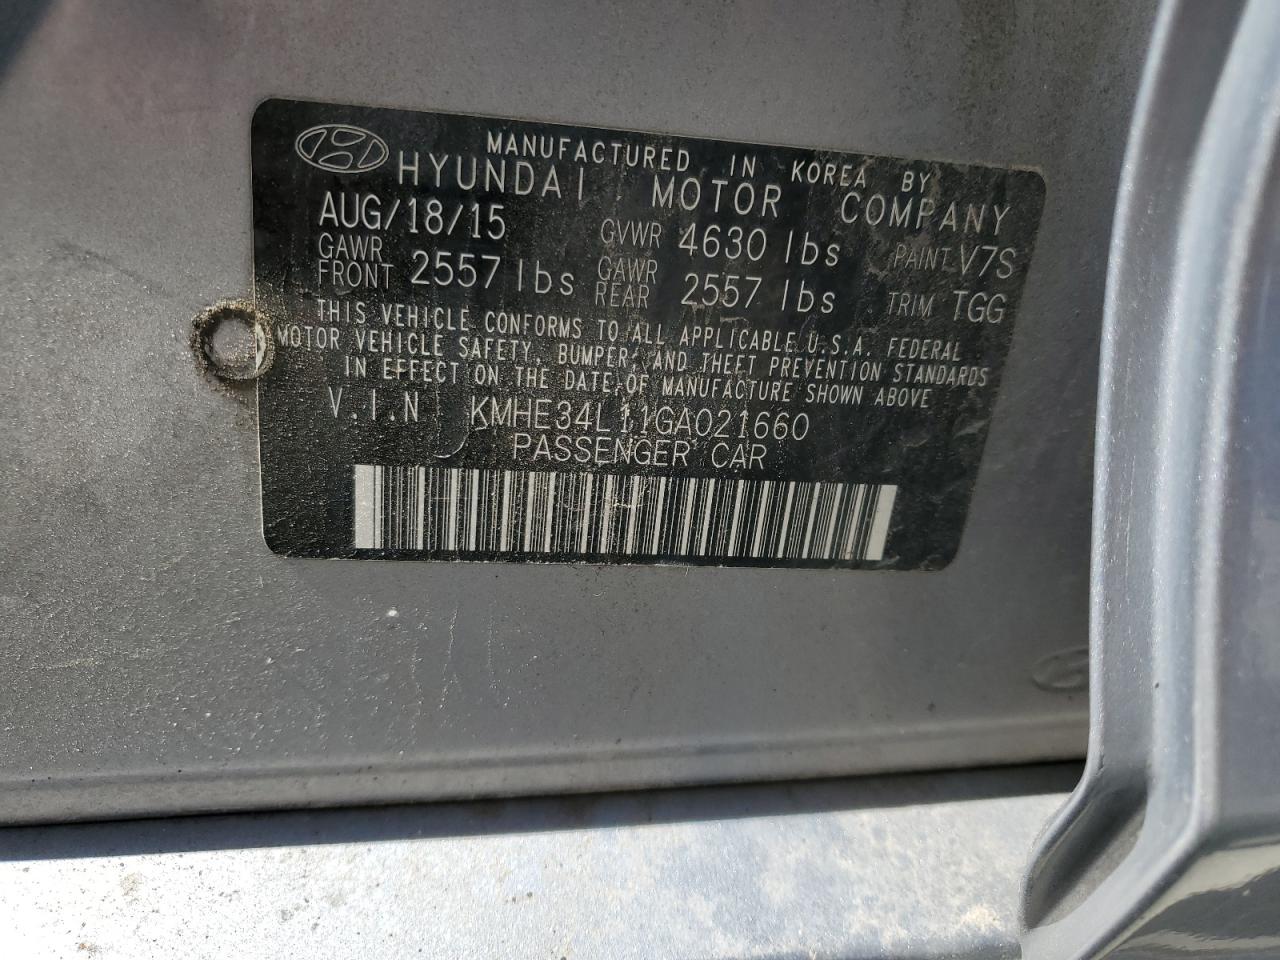 MANUFACTURED IN KOREA BY
HYUNDAI MOTOR COMPANY
AUG/18/15 GVWR 4630 lbs PAINT V7S
GAWR FRONT 2557 lbs GAWR REAR 2557 lbs TRIM TGG
THIS VEHICLE CONFORMS TO ALL APPLICABLE U.S.A. FEDERAL
MOTOR VEHICLE SAFETY, BUMPER, AND THEFT PREVENTION STANDARDS
IN EFFECT ON THE DATE OF MANUFACTURE SHOWN ABOVE
V.I.N KMHE34L11GA021660
PASSENGER CAR